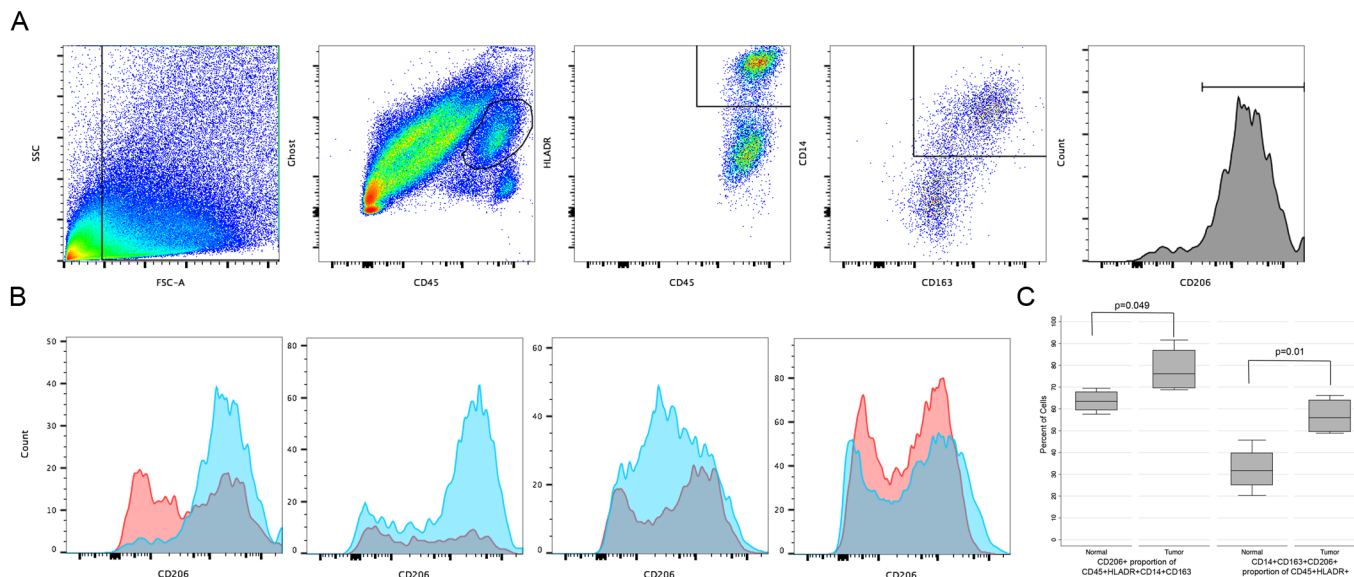 A
SSC
FSC-A
Ghost
CD45
HLADR
CD45
CD14
CD163
Count
CD206
B
Count
50
40
30
20
10
0
CD206
80
60
40
20
0
CD206
60
40
20
0
CD206
80
60
40
20
0
CD206
C
p=0.049
p=0.01
Percent of Cells
100
90
80
70
60
50
40
30
20
10
0
Normal
Tumor
Normal
Tumor
CD206+ proportion of
CD45+HLADR+CD14+CD163
CD14+CD163+CD206+
proportion of CD45+HLADR+